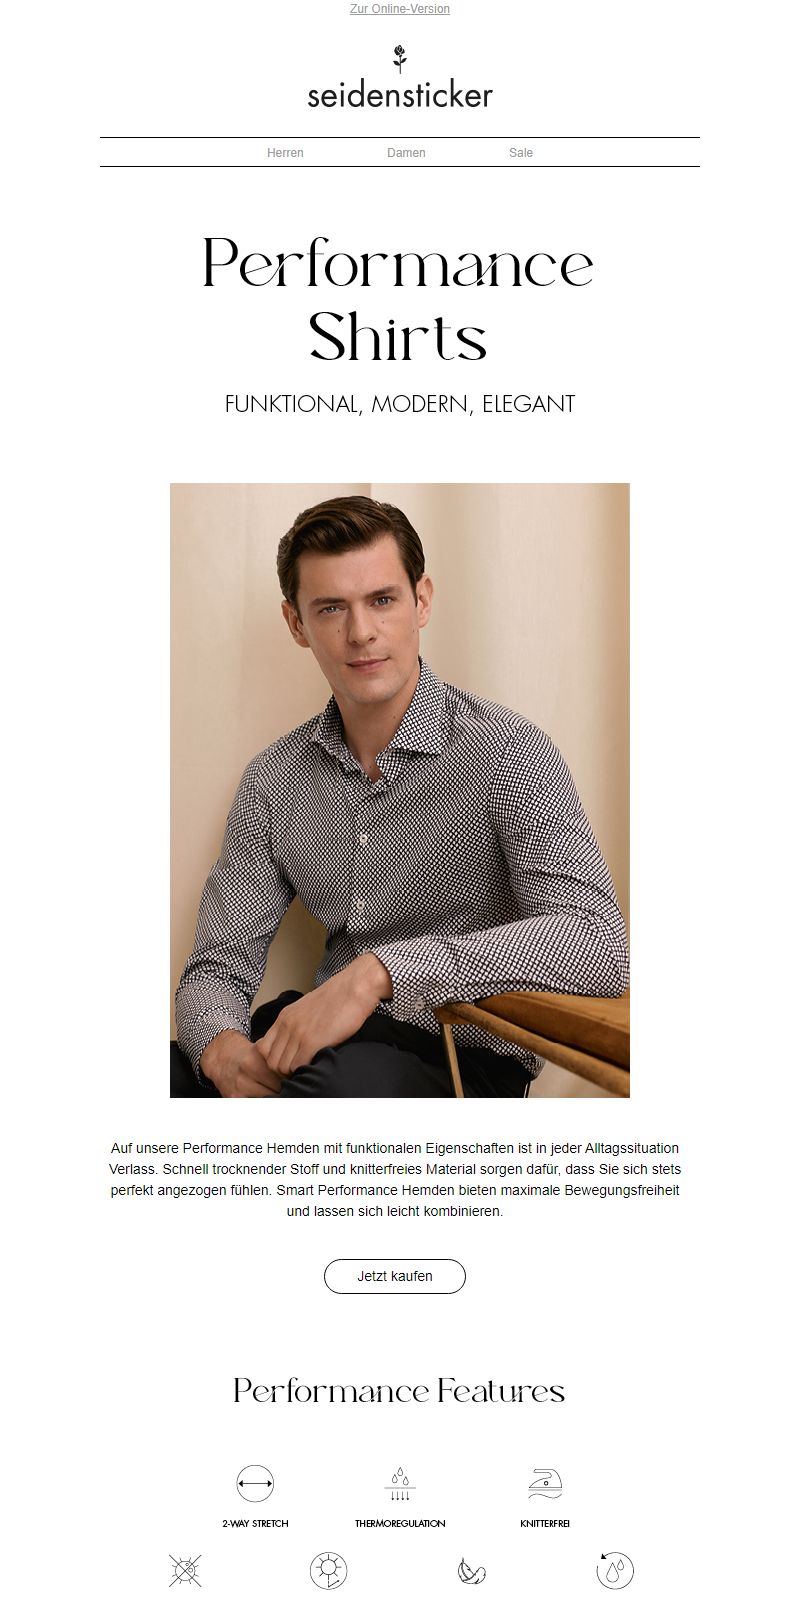 Zur Online-Version
seidensticker
Herren Damen Sale
Performance
Shirts
FUNKTIONAL, MODERN, ELEGANT
Auf unsere Performance Hemden mit funktionalen Eigenschaften ist in jeder Alltagssituation
Verlass. Schnell trocknender Stoff und knitterfreies Material sorgen dafür, dass Sie sich stets
perfekt angezogen fühlen. Smart Performance Hemden bieten maximale Bewegungsfreiheit
und lassen sich leicht kombinieren.
Jetzt kaufen
Performance Features
2-WAY STRETCH THERMOREGULATION KNITTERFREI